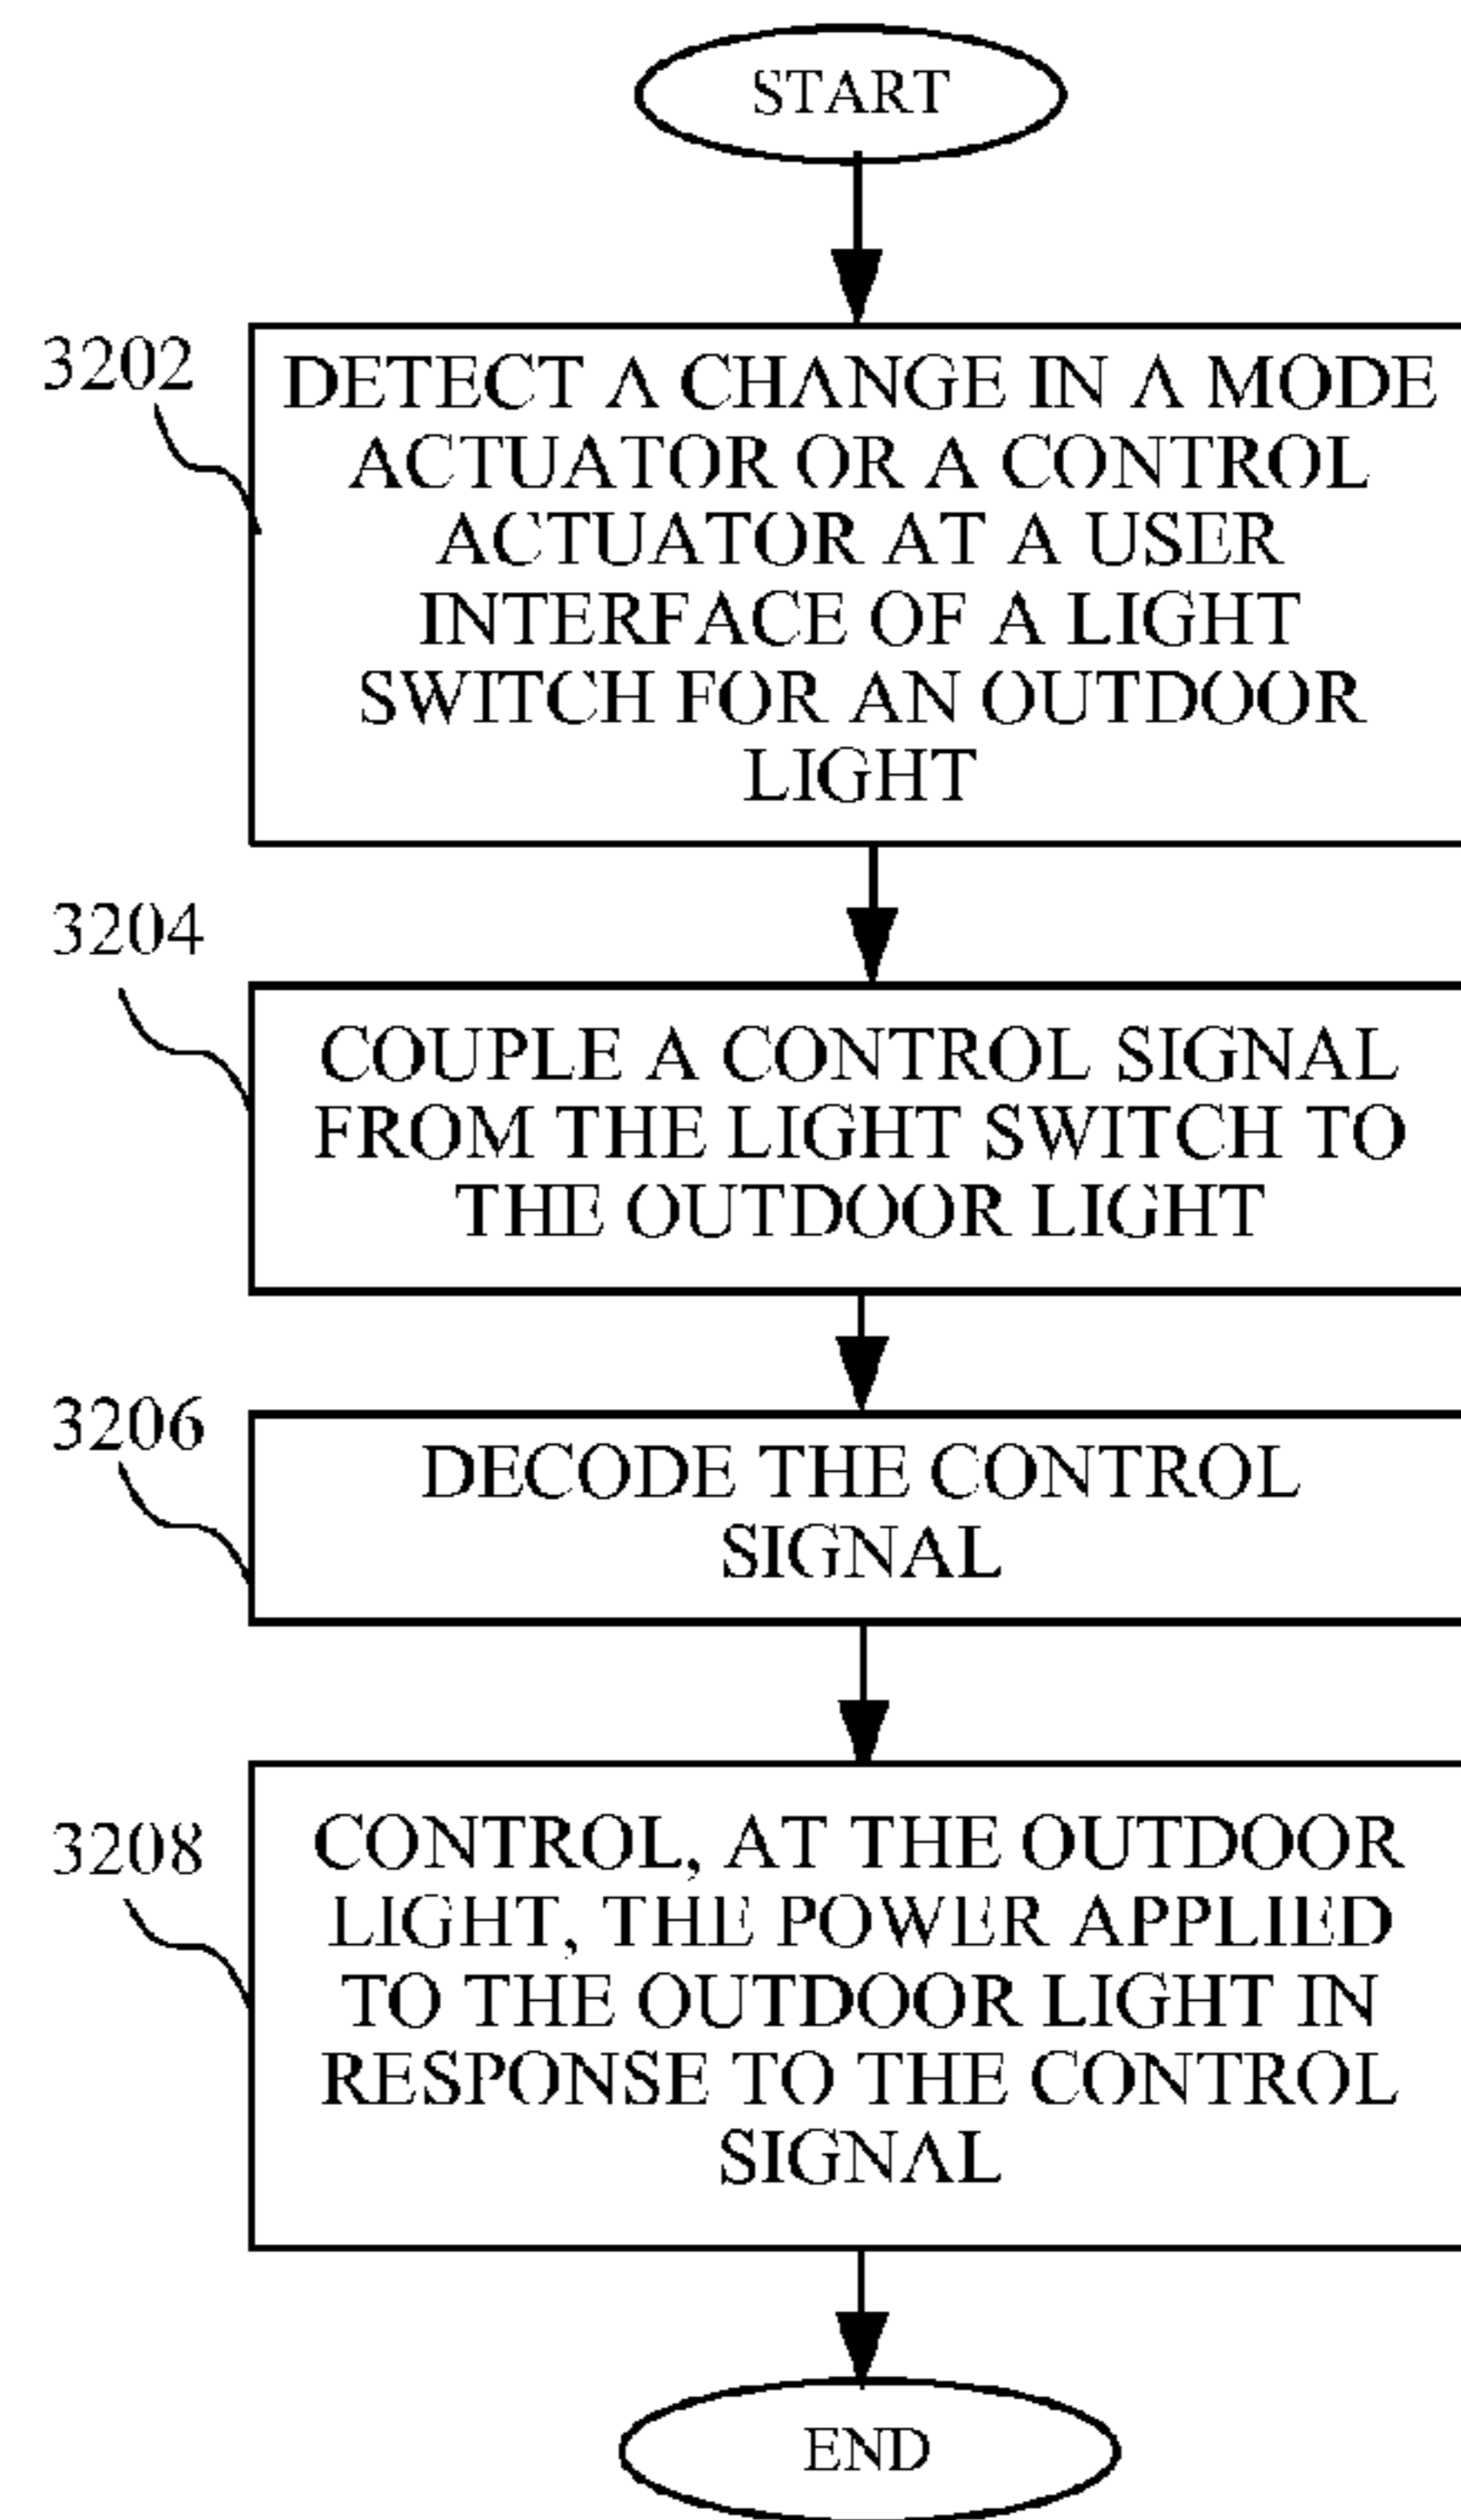 START
3202
DETECT A CHANGE IN A MODE
ACTUATOR OR A CONTROL
ACTUATOR AT A USER
INTERFACE OF A LIGHT
SWITCH FOR AN OUTDOOR
LIGHT
3204
COUPLE A CONTROL SIGNAL
FROM THE LIGHT SWITCH TO
THE OUTDOOR LIGHT
3206
DECODE THE CONTROL
SIGNAL
3208
CONTROL, AT THE OUTDOOR
LIGHT, THE POWER APPLIED
TO THE OUTDOOR LIGHT IN
RESPONSE TO THE CONTROL
SIGNAL
END